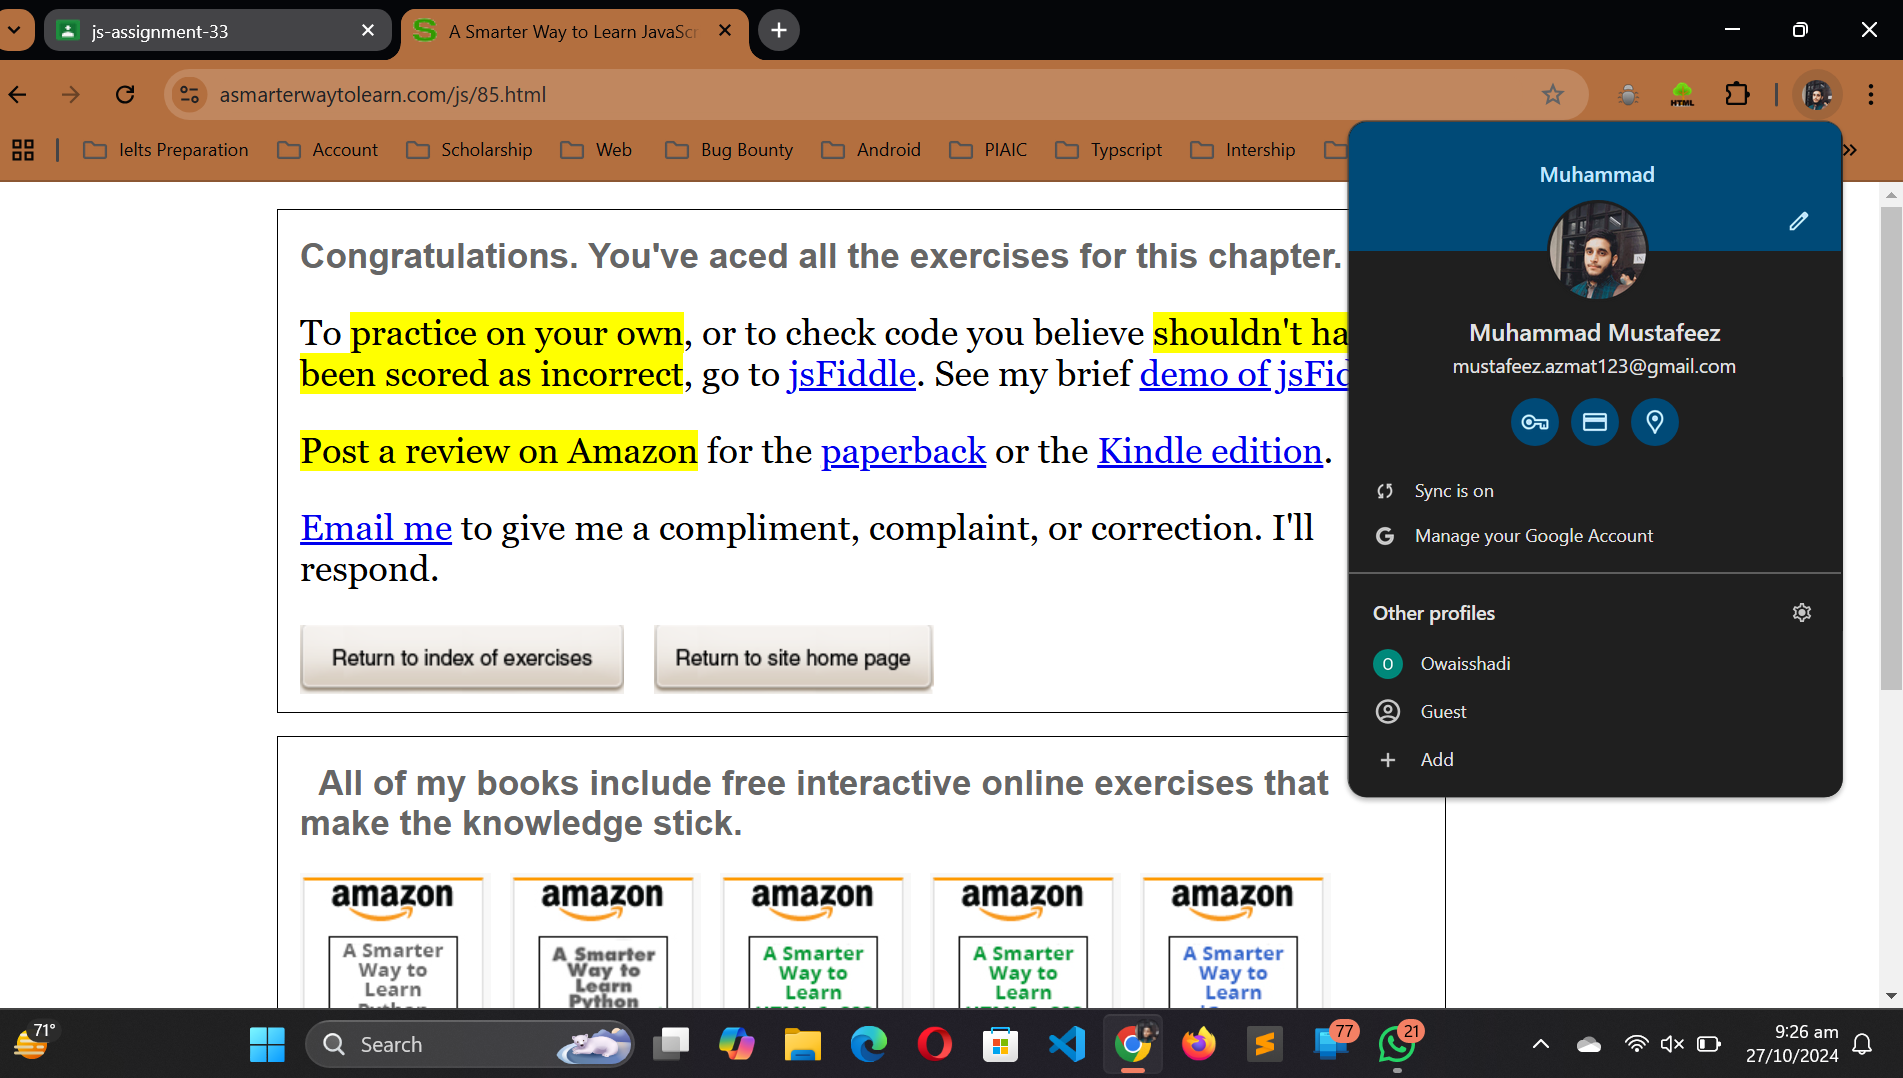 js-assignment-33
A Smarter Way to Learn JavaScr
asmarterwaytolearn.com/js/85.html
HTML
Ielts Preparation
Account
Scholarship
Web
Bug Bounty
Android
PIAIC
Typscript
Intership
Muhammad
Muhammad Mustafeez
mustafeez.azmat123@gmail.com
Sync is on
Manage your Google Account
Other profiles
O Owaisshadi
Guest
Add
Congratulations. You've aced all the exercises for this chapter.
To practice on your own, or to check code you believe shouldn't ha
been scored as incorrect, go to jsFiddle. See my brief demo of jsFid
Post a review on Amazon for the paperback or the Kindle edition.
Email me to give me a compliment, complaint, or correction. I'll
respond.
Return to index of exercises
Return to site home page
All of my books include free interactive online exercises that
make the knowledge stick.
amazon
A Smarter
Way to
Learn
amazon
A Smarter
Way to
Learn
Python
amazon
A Smarter
Way to
Learn
amazon
A Smarter
Way to
Learn
amazon
A Smarter
Way to
Learn
71°
Search
77
21
9:26 am
27/10/2024